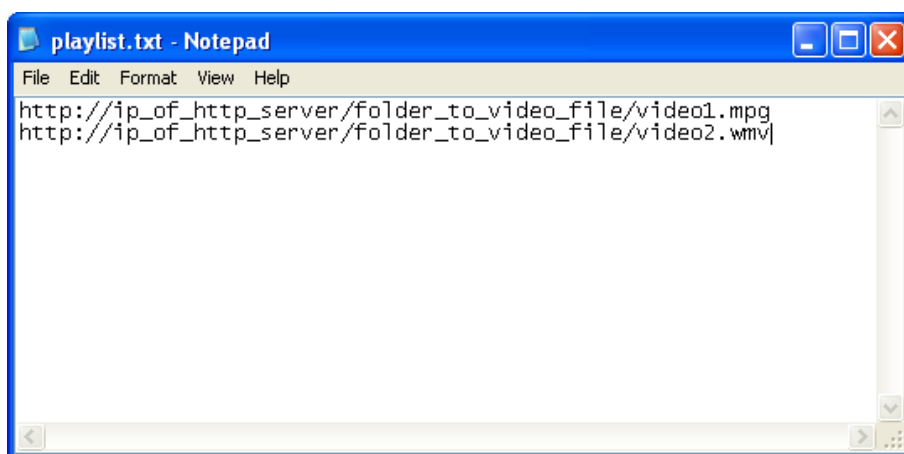 playlist.txt - Notepad
File Edit Format View Help
http://ip_of_http_server/folder_to_video_file/video1.mpg
http://ip_of_http_server/folder_to_video_file/video2.wmv